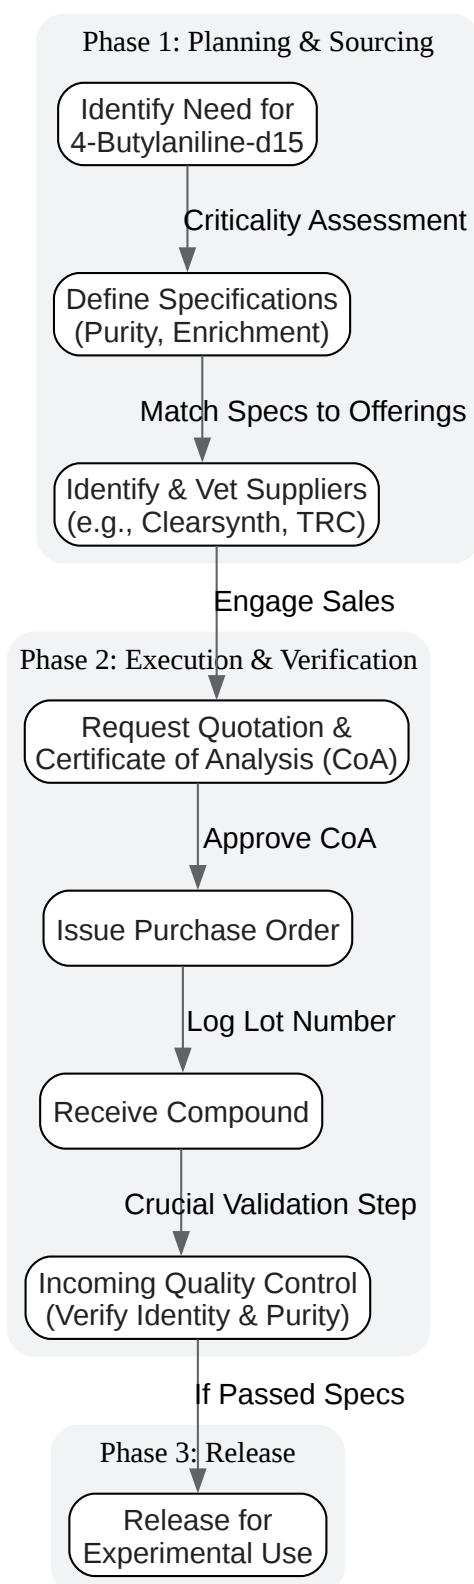 Phase 1: Planning & Sourcing
Identify Need for
4-Butylaniline-d15
Criticality Assessment
Define Specifications
(Purity, Enrichment)
Match Specs to Offerings
Identify & Vet Suppliers
(e.g., Clearsynth, TRC)
Engage Sales
Phase 2: Execution & Verification
Request Quotation &
Certificate of Analysis (CoA)
Approve CoA
Issue Purchase Order
Log Lot Number
Receive Compound
Crucial Validation Step
Incoming Quality Control
(Verify Identity & Purity)
If Passed Specs
Phase 3: Release
Release for
Experimental Use